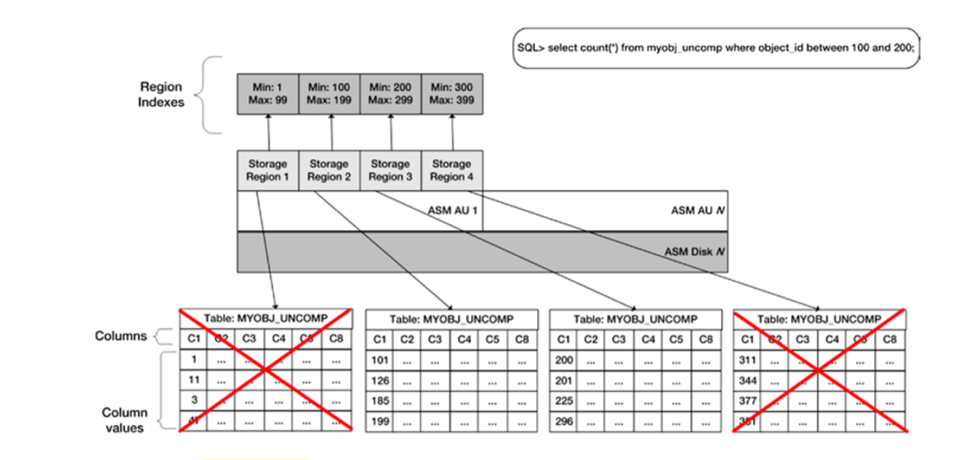 SQL> select count(*) from myobj_uncomp where object_id between 100 and 200;
Region
Indexes
Min: 1
Max: 99
Min: 100
Max: 199
Min: 200
Max: 299
Min: 300
Max: 399
Storage
Region 1
Storage
Region 2
Storage
Region 3
Storage
Region 4
ASM AU 1
ASM AU N
ASM Disk N
Columns
Column
values
Table: MYOBJ_UNCOMP
C1 C2 C3 C4 C5 C8
1 ... ... ... ... ...
11 ... ... ... ... ...
3 ... ... ... ... ...
... ... ... ... ...
Table: MYOBJ_UNCOMP
C1 C2 C3 C4 C5 C8
101 ... ... ... ... ...
126 ... ... ... ... ...
185 ... ... ... ... ...
199 ... ... ... ... ...
Table: MYOBJ_UNCOMP
C1 C2 C3 C4 C5 C8
200 ... ... ... ... ...
201 ... ... ... ... ...
225 ... ... ... ... ...
296 ... ... ... ... ...
Table: MYOBJ_UNCOMP
C1 C2 C3 C4 C5 C8
311 ... ... ... ... ...
344 ... ... ... ... ...
377 ... ... ... ... ...
... ... ... ... ...